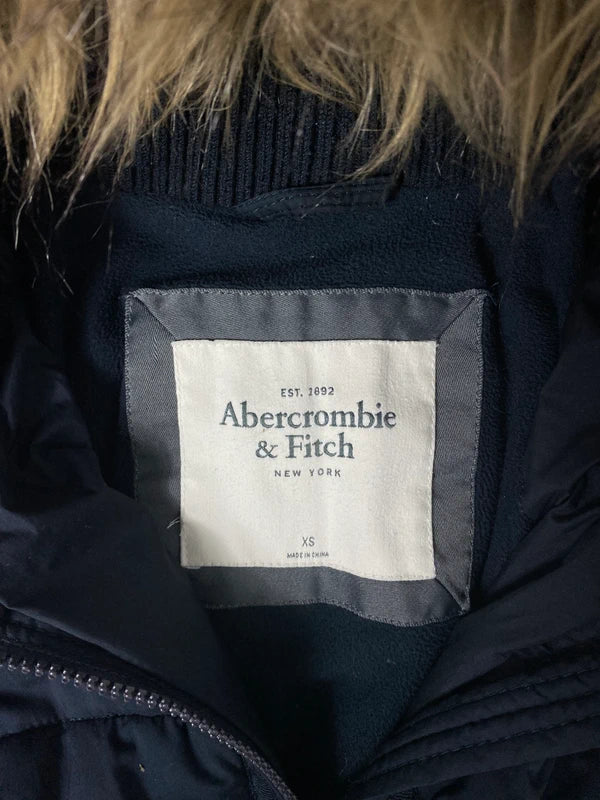 EST. 1892
Abercrombie
& Fitch
NEW YORK
XS
MADE IN CHINA